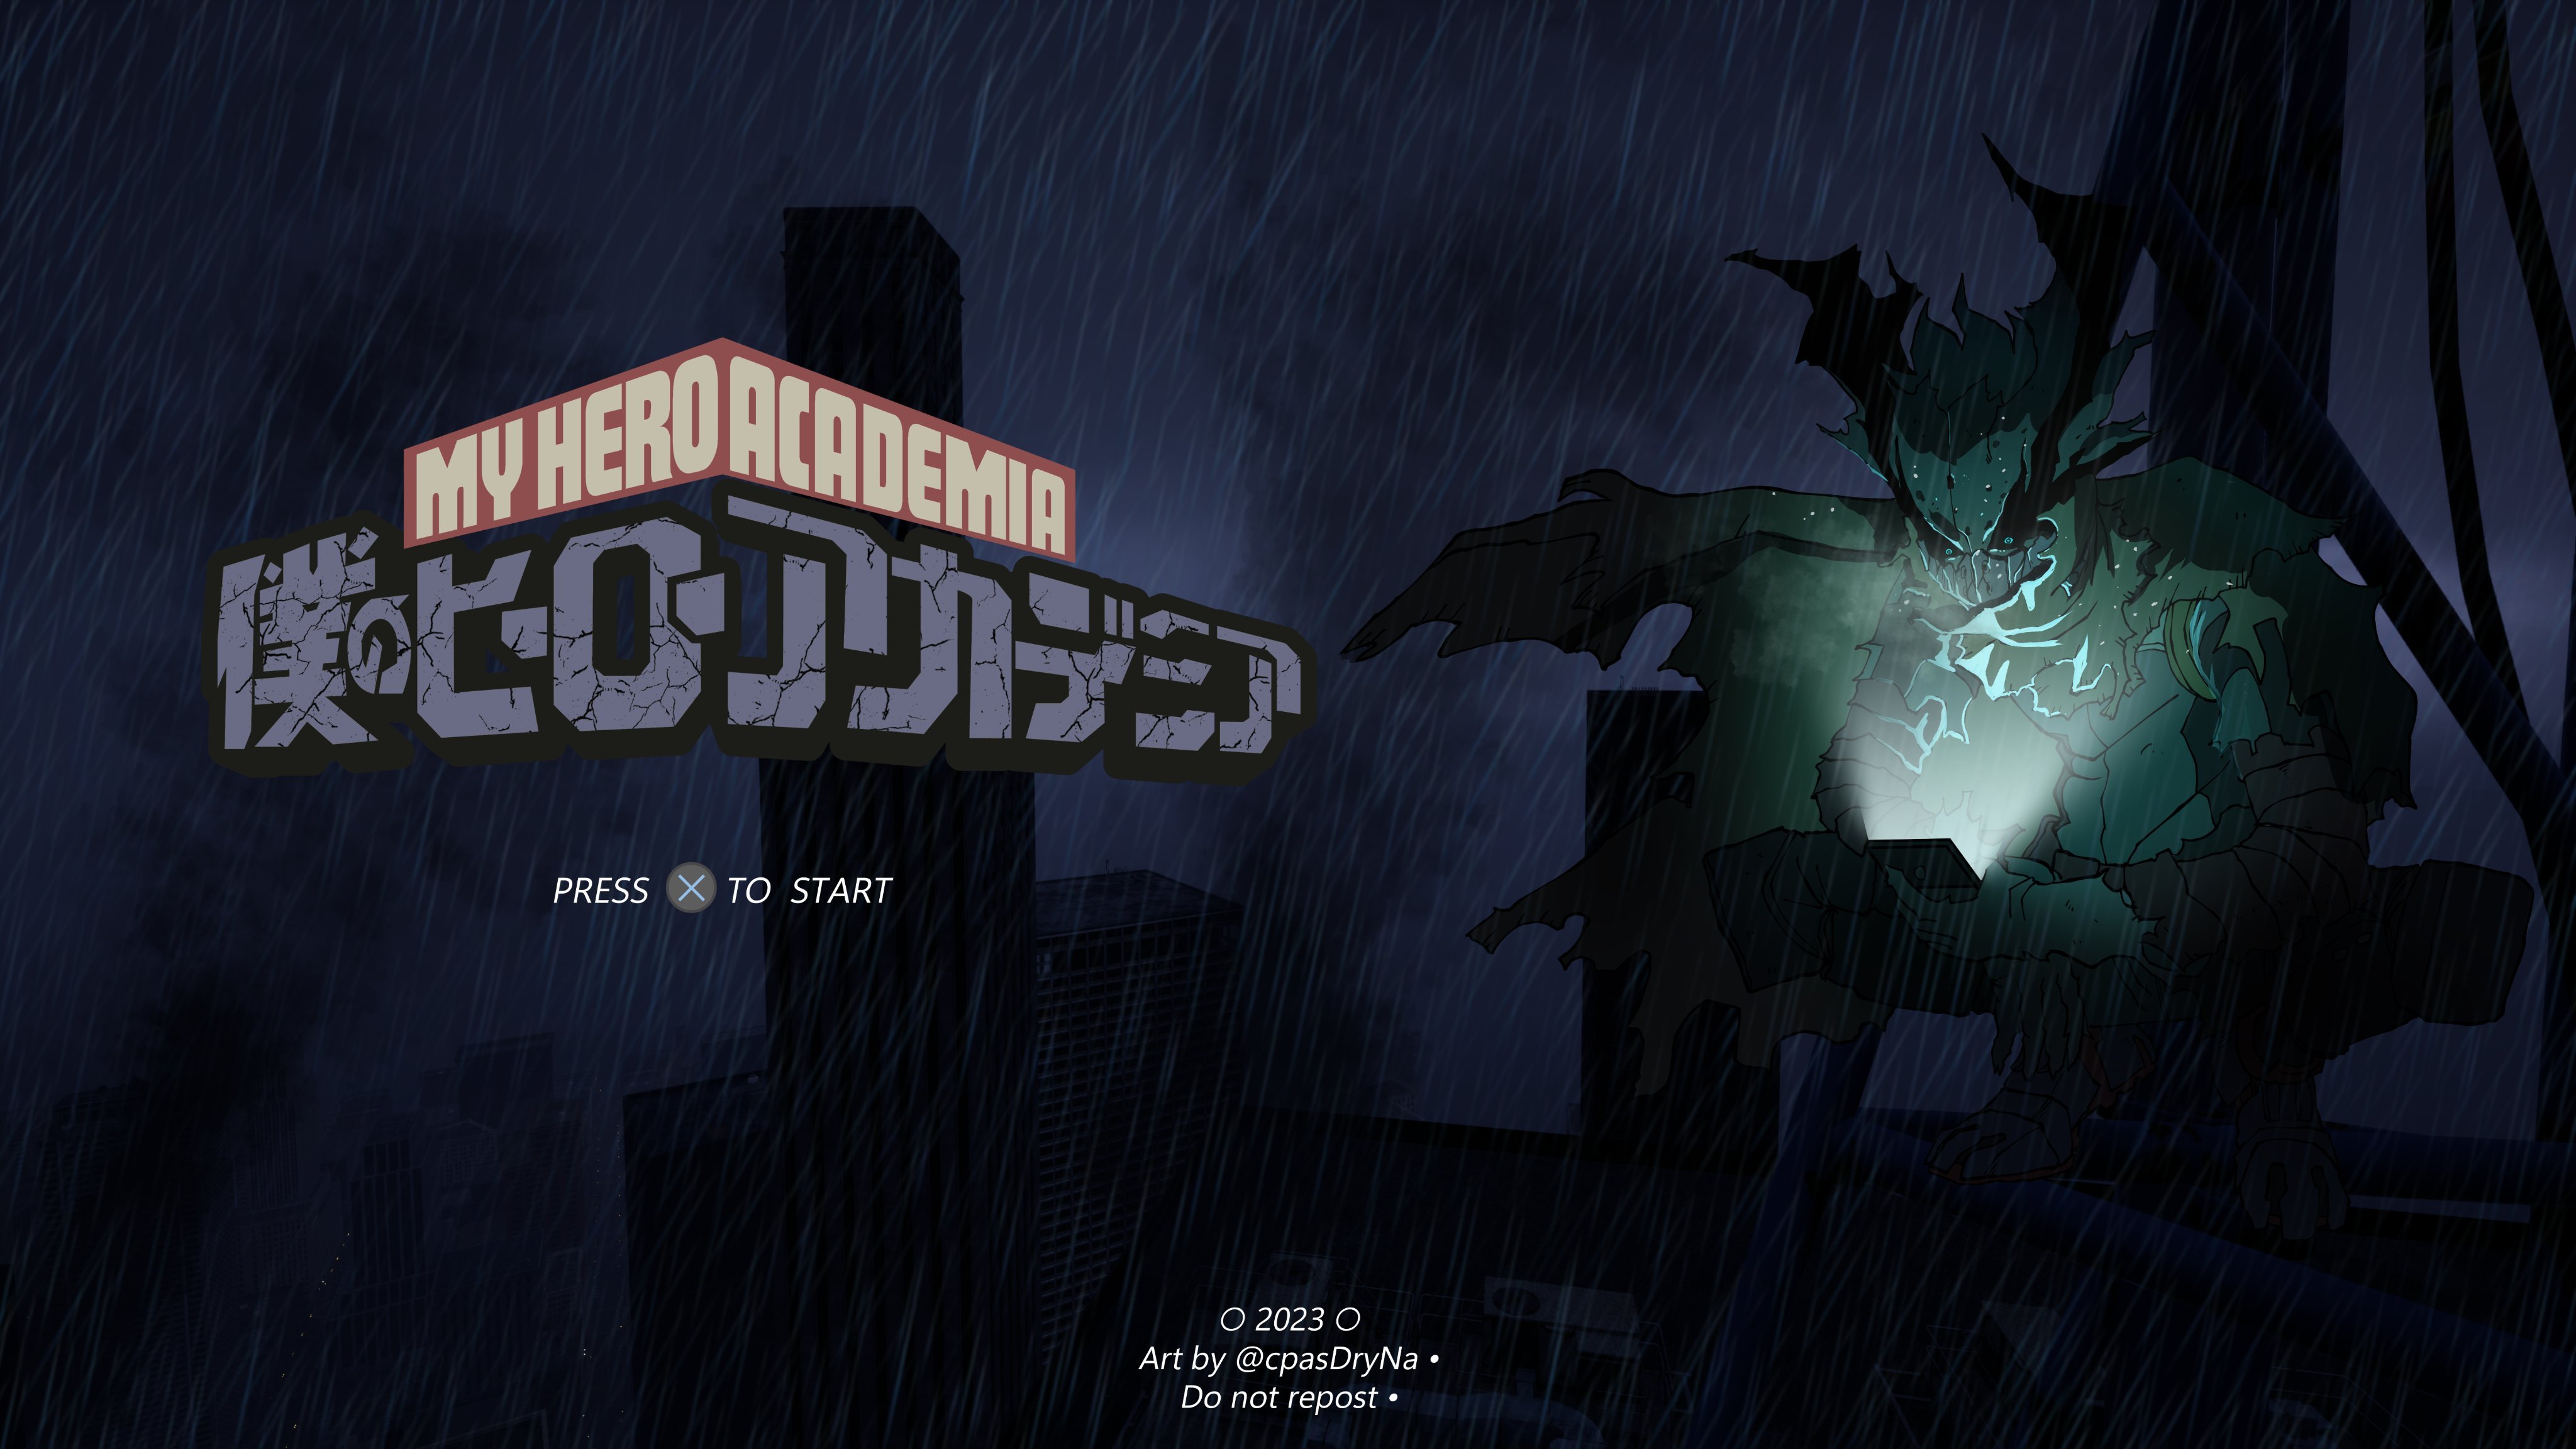 MY HERO ACADEMIA
僕のヒーローアカデミア
PRESS Ⓧ TO START
○ 2023 ○
Art by @cpasDryNa •
Do not repost •